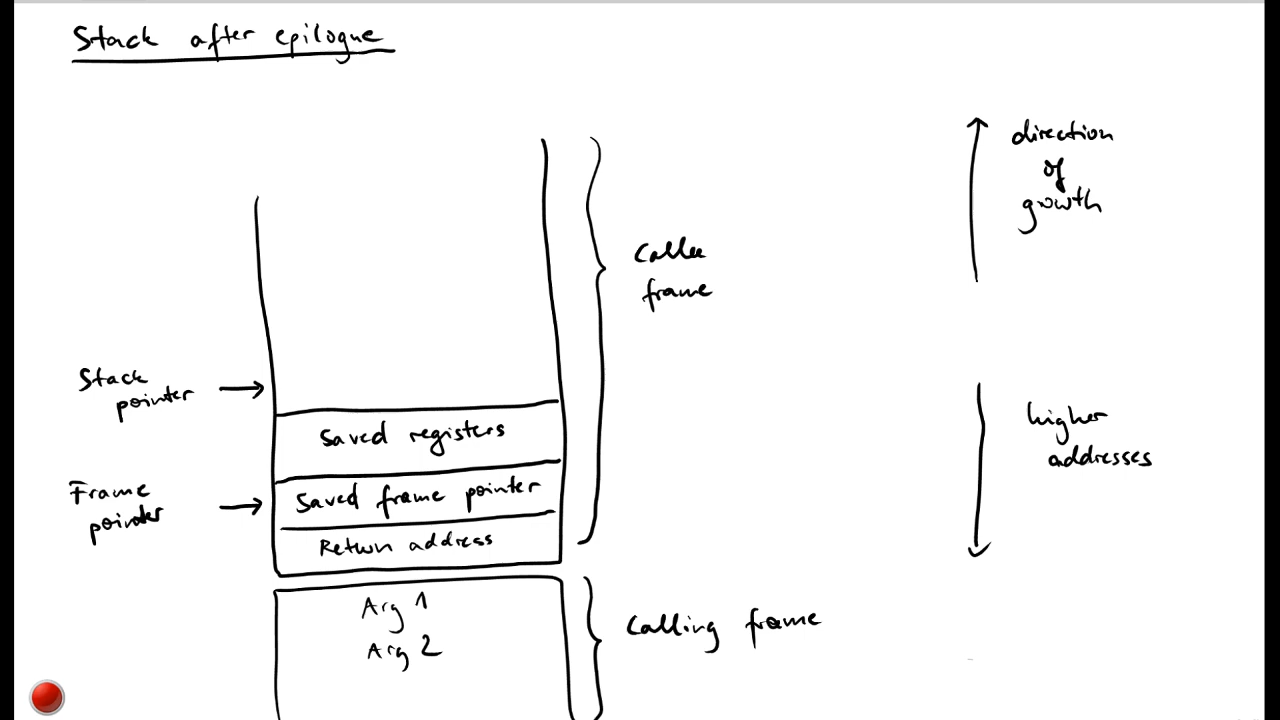 Stack after epilogue
direction
of
growth
Callee
frame
Stack
pointer
higher
addresses
Saved registers
Frame
pointer
Saved frame pointer
Return address
Arg 1
Arg 2
Calling frame